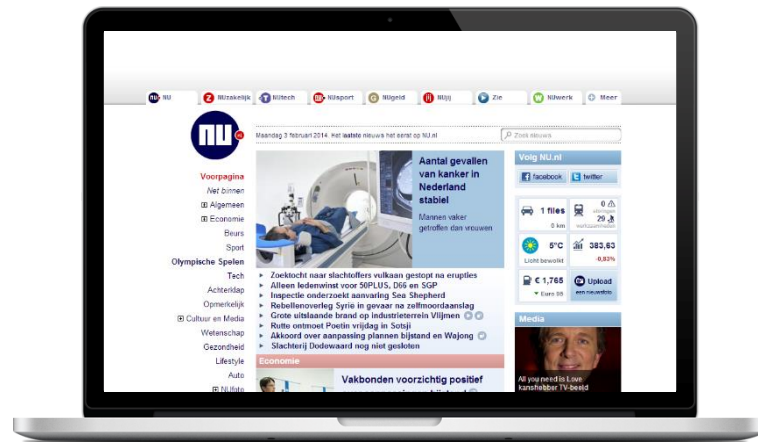 NU
NUzakelijk
NUtech
NUsport
NUgeld
NUjij
Zie
NUwerk
Meer
NU
Maandag 3 februari 2014. Het laatste nieuws het eerst op NU.nl
Zoek nieuws
Voorpagina
Net binnen
Algemeen
Economie
Beurs
Sport
Olympische Spelen
Tech
Achterklap
Opmerkelijk
Cultuur en Media
Wetenschap
Gezondheid
Lifestyle
Auto
NUfoto
Aantal gevallen
van kanker in
Nederland
stabiel
Mannen vaker
getroffen dan vrouwen
Zoektocht naar slachtoffers vulkaan gestopt na erupties
Alleen ledenwinst voor 50PLUS, D66 en SGP
Inspectie onderzoekt aanvaring Sea Shepherd
Rebellenoverleg Syrie in gevaar na zelfmoordaanslag
Grote uitslaande brand op industrieterrein Vlijmen
Rutte ontmoet Poetin vrijdag in Sotsji
Akkoord over aanpassing plannen bijstand en Wajong
Slachterij Dodewaard nog niet gesloten
Economie
Vakbonden voorzichtig positief
Volg NU.nl
facebook
twitter
1 files
0 km
0
storingen
29
werkzaamheden
5°C
Licht bewolkt
383,63
-0,83%
€ 1,765
Euro 95
Upload
een nieuwsfoto
Media
All you need is Love
kanshebber TV-beeld